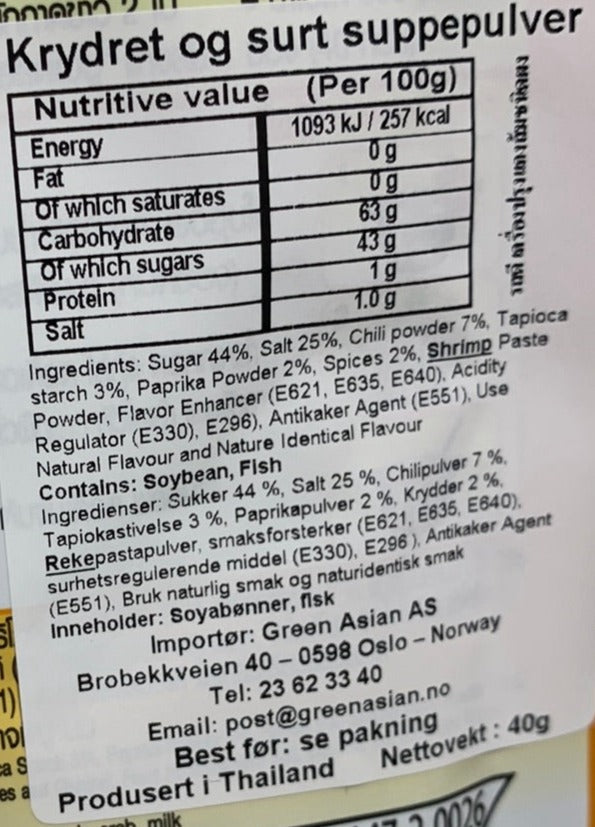 Krydret og surt suppepulver
Nutritive value (Per 100g)
Energy 1093 kJ / 257 kcal
Fat 0 g
Of which saturates 0 g
Carbohydrate 63 g
Of which sugars 43 g
Protein 1 g
Salt 1.0 g
Ingredients: Sugar 44%, Salt 25%, Chili powder 7%, Tapioca
starch 3%, Paprika Powder 2%, Spices 2%, Shrimp Paste
Powder, Flavor Enhancer (E621, E635, E640), Acidity
Regulator (E330), E296), Antikaker Agent (E551), Use
Natural Flavour and Nature Identical Flavour
Contains: Soybean, Fish
Ingredienser: Sukker 44 %, Salt 25 %, Chilipulver 7 %,
Tapiokastivelse 3 %, Paprikapulver 2 %, Krydder 2 %,
Rekepastapulver, smaksforsterker (E621, E635, E640),
surhetsregulerende middel (E330), E296 ), Antikaker Agent
(E551), Bruk naturlig smak og naturidentisk smak
Inneholder: Soyabønner, fisk
Importør: Green Asian AS
Brobekkveien 40 – 0598 Oslo – Norway
Tel: 23 62 33 40
Email: post@greenasian.no
Best før: se pakning
Produsert i Thailand Nettovekt : 40g
milk